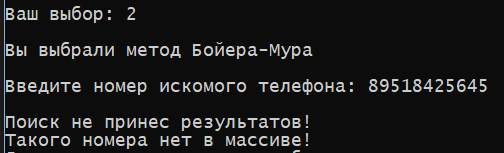 Ваш выбор: 2
Вы выбрали метод Бойера-Мура
Введите номер искомого телефона: 89518425645
Поиск не принес результатов!
Такого номера нет в массиве!